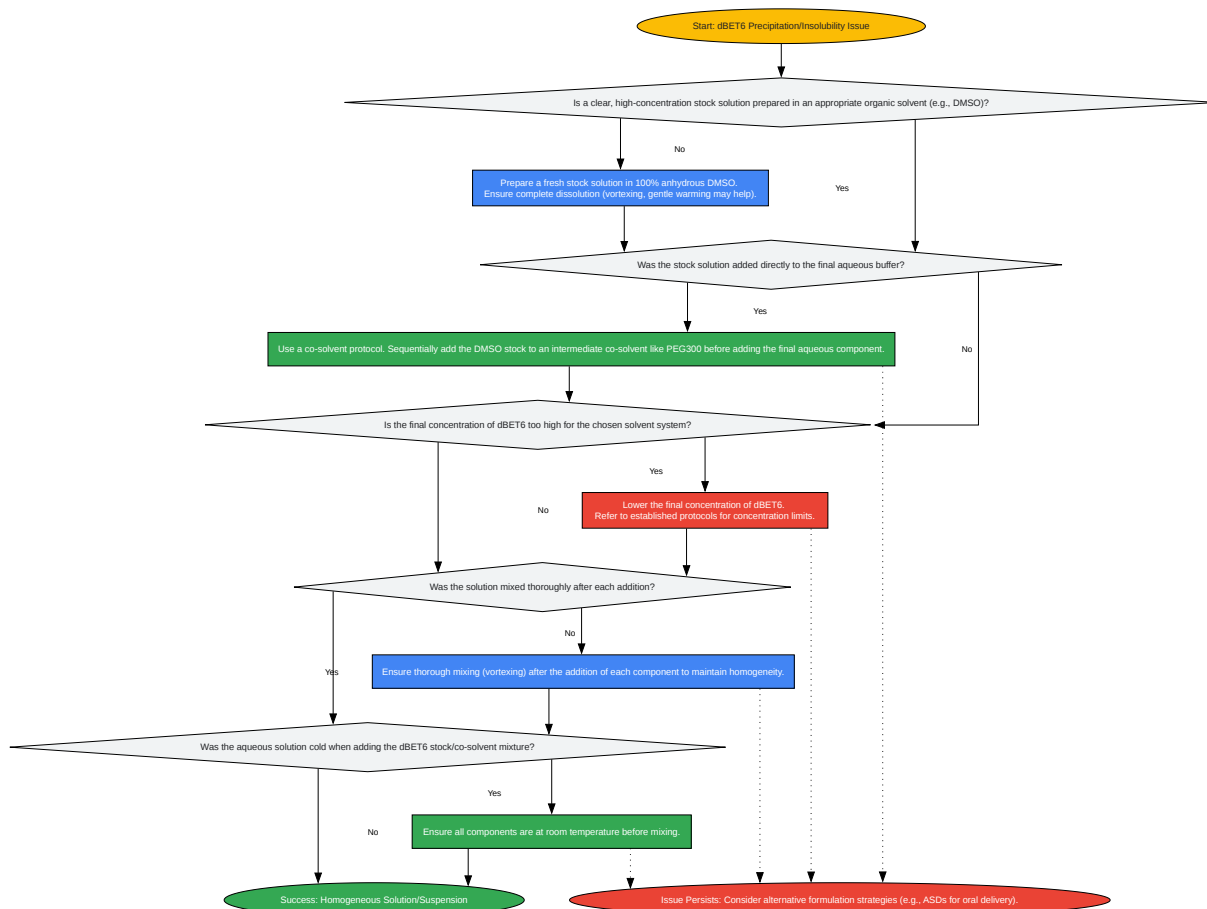 Start: dBET6 Precipitation/Insolubility Issue
Is a clear, high-concentration stock solution prepared in an appropriate organic solvent (e.g., DMSO)?
No
Prepare a fresh stock solution in 100% anhydrous DMSO.
Ensure complete dissolution (vortexing, gentle warming may help).
Yes
Was the stock solution added directly to the final aqueous buffer?
Yes
Use a co-solvent protocol. Sequentially add the DMSO stock to an intermediate co-solvent like PEG300 before adding the final aqueous component.
No
Is the final concentration of dBET6 too high for the chosen solvent system?
Yes
Lower the final concentration of dBET6.
Refer to established protocols for concentration limits.
No
Was the solution mixed thoroughly after each addition?
No
Ensure thorough mixing (vortexing) after the addition of each component to maintain homogeneity.
Yes
Was the aqueous solution cold when adding the dBET6 stock/co-solvent mixture?
Yes
Ensure all components are at room temperature before mixing.
No
Success: Homogeneous Solution/Suspension
Issue Persists: Consider alternative formulation strategies (e.g., ASDs for oral delivery).